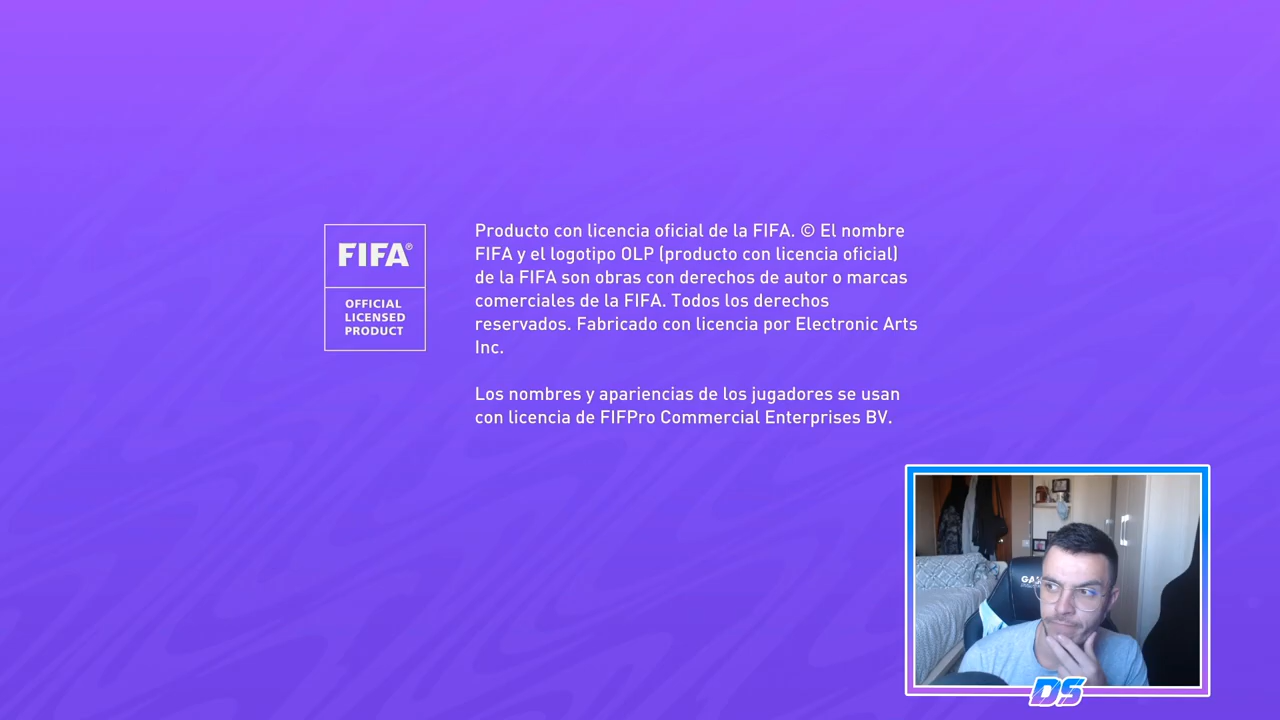 FIFA®
OFFICIAL
LICENSED
PRODUCT
Producto con licencia oficial de la FIFA. © El nombre
FIFA y el logotipo OLP (producto con licencia oficial)
de la FIFA son obras con derechos de autor o marcas
comerciales de la FIFA. Todos los derechos
reservados. Fabricado con licencia por Electronic Arts
Inc.
Los nombres y apariencias de los jugadores se usan
con licencia de FIFPro Commercial Enterprises BV.
DS